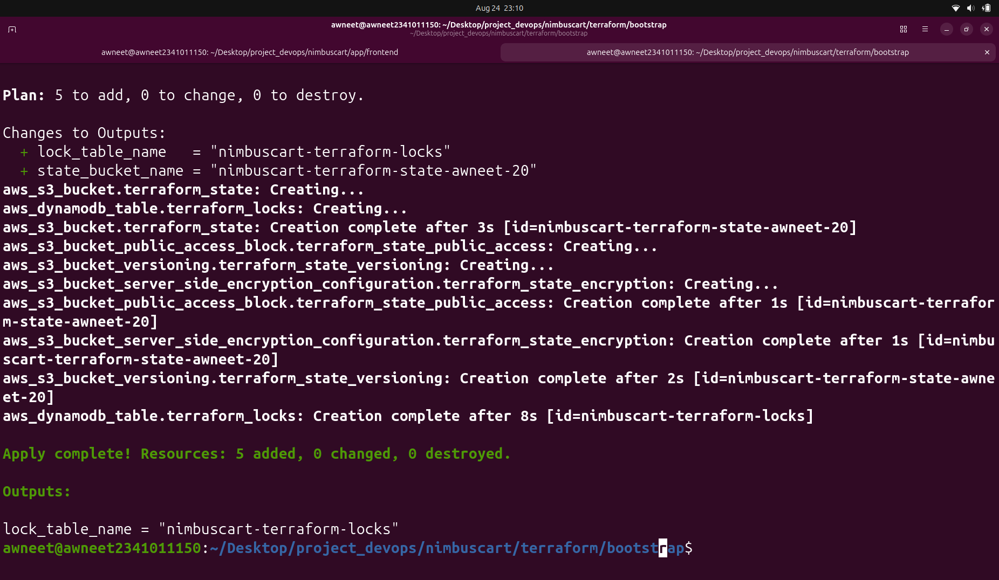 Aug 24 23:10
awneet@awneet2341011150: ~/Desktop/project_devops/nimbuscart/terraform/bootstrap
~/Desktop/project_devops/nimbuscart/terraform/bootstrap
awneet@awneet2341011150: ~/Desktop/project_devops/nimbuscart/app/frontend
awneet@awneet2341011150: ~/Desktop/project_devops/nimbuscart/terraform/bootstrap
Plan: 5 to add, 0 to change, 0 to destroy.
Changes to Outputs:
  + lock_table_name   = "nimbuscart-terraform-locks"
  + state_bucket_name = "nimbuscart-terraform-state-awneet-20"
aws_s3_bucket.terraform_state: Creating...
aws_dynamodb_table.terraform_locks: Creating...
aws_s3_bucket.terraform_state: Creation complete after 3s [id=nimbuscart-terraform-state-awneet-20]
aws_s3_bucket_public_access_block.terraform_state_public_access: Creating...
aws_s3_bucket_versioning.terraform_state_versioning: Creating...
aws_s3_bucket_server_side_encryption_configuration.terraform_state_encryption: Creating...
aws_s3_bucket_public_access_block.terraform_state_public_access: Creation complete after 1s [id=nimbuscart-terrafor
m-state-awneet-20]
aws_s3_bucket_server_side_encryption_configuration.terraform_state_encryption: Creation complete after 1s [id=nimbu
scart-terraform-state-awneet-20]
aws_s3_bucket_versioning.terraform_state_versioning: Creation complete after 2s [id=nimbuscart-terraform-state-awne
et-20]
aws_dynamodb_table.terraform_locks: Creation complete after 8s [id=nimbuscart-terraform-locks]
Apply complete! Resources: 5 added, 0 changed, 0 destroyed.
Outputs:
lock_table_name = "nimbuscart-terraform-locks"
awneet@awneet2341011150:~/Desktop/project_devops/nimbuscart/terraform/bootstrap$